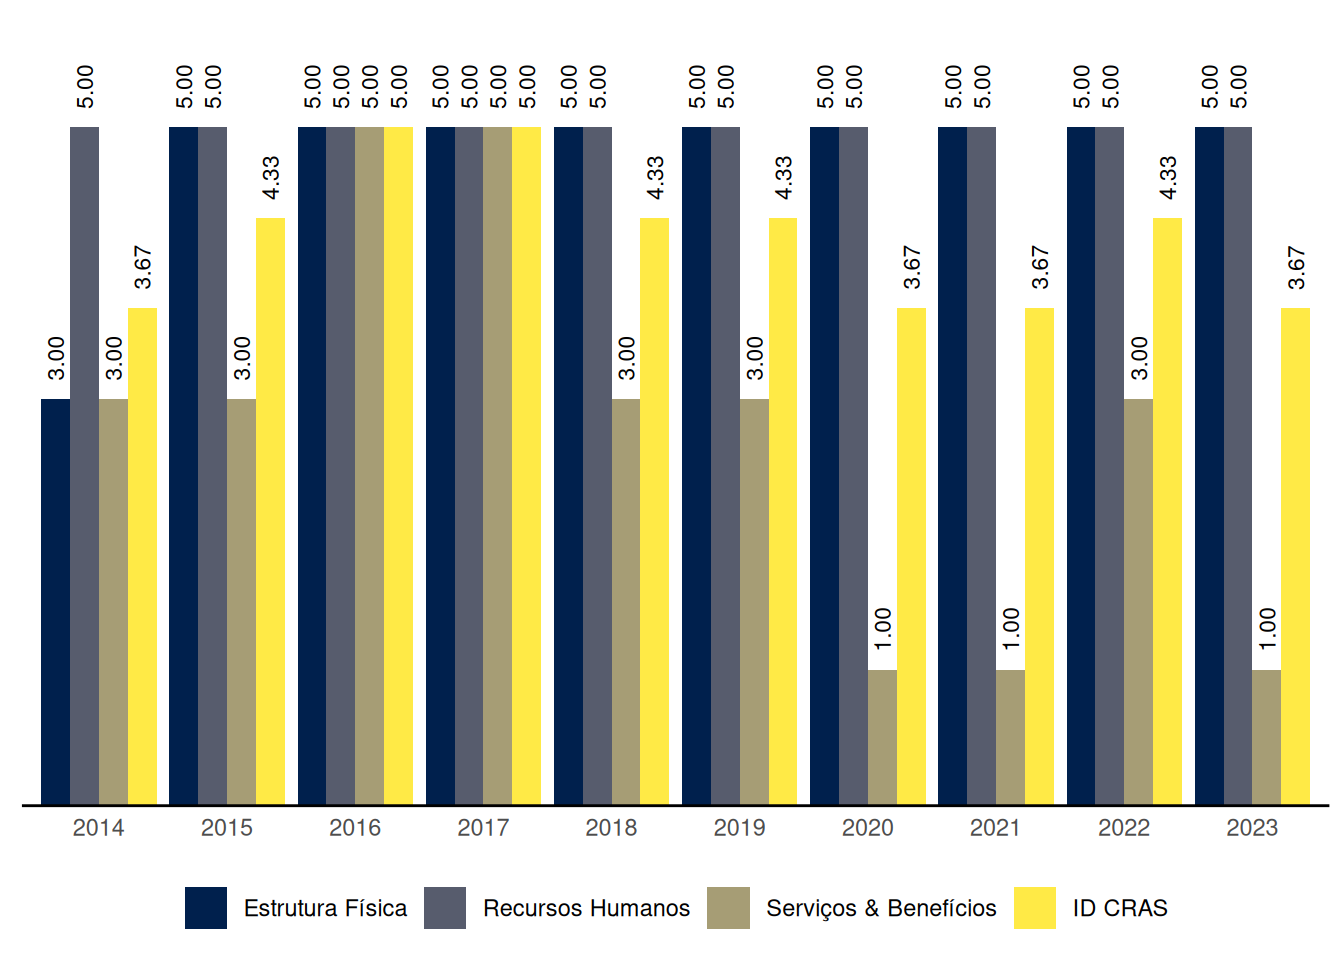 5.00 5.00 5.00 5.00 5.00 5.00 5.00 5.00 5.00 5.00 5.00 5.00 5.00 5.00 5.00 5.00 5.00 5.00 5.00 5.00 5.00 5.00 5.00
4.33 4.33 4.33 4.33
3.67 3.67 3.67 3.67
3.00 3.00 3.00 3.00 3.00 3.00
1.00 1.00 1.00
2014 2015 2016 2017 2018 2019 2020 2021 2022 2023
Estrutura Física Recursos Humanos Serviços & Benefícios ID CRAS